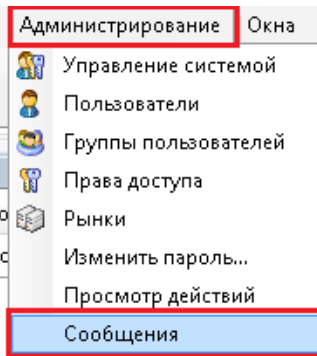 Администрирование Окна
Управление системой
Пользователи
Группы пользователей
Права доступа
Рынки
Изменить пароль...
Просмотр действий
Сообщения